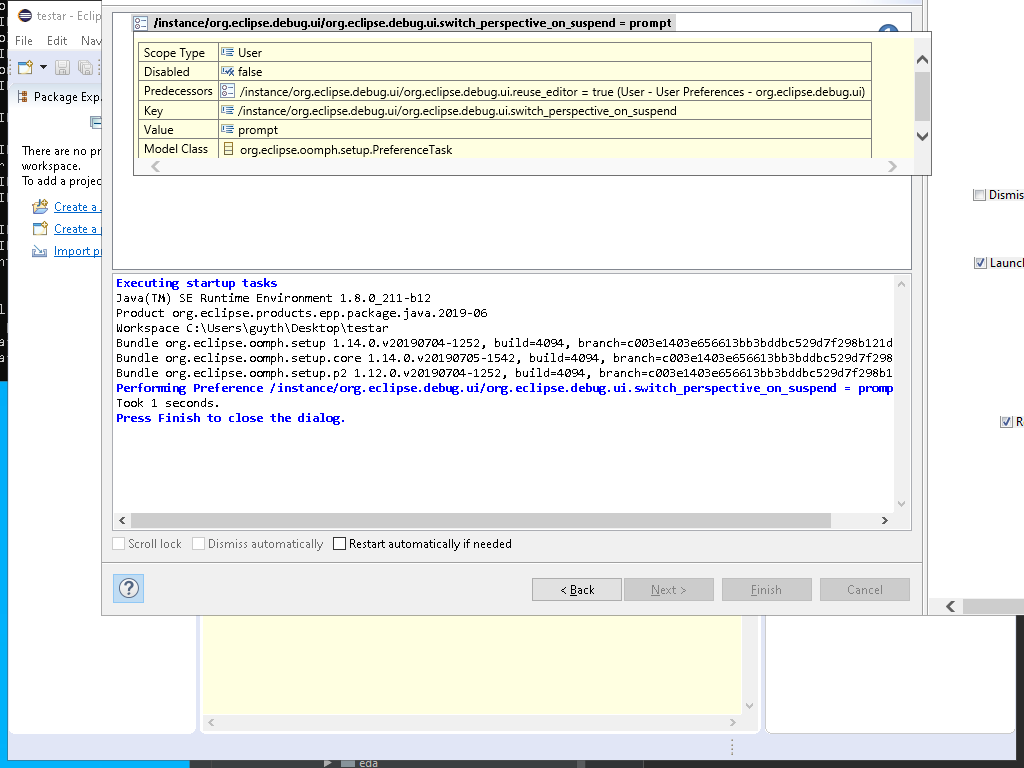 testar - Eclip
File Edit Nav
Package Exp
There are no pr
workspace.
To add a projec
Create a
Create a
Import pr
/instance/org.eclipse.debug.ui/org.eclipse.debug.ui.switch_perspective_on_suspend = prompt
Scope Type User
Disabled false
Predecessors /instance/org.eclipse.debug.ui/org.eclipse.debug.ui.reuse_editor = true (User - User Preferences - org.eclipse.debug.ui)
Key /instance/org.eclipse.debug.ui/org.eclipse.debug.ui.switch_perspective_on_suspend
Value prompt
Model Class org.eclipse.oomph.setup.PreferenceTask
Executing startup tasks
Java(TM) SE Runtime Environment 1.8.0_211-b12
Product org.eclipse.products.epp.package.java.2019-06
Workspace C:\Users\guyth\Desktop\testar
Bundle org.eclipse.oomph.setup 1.14.0.v20190704-1252, build=4094, branch=c003e1403e656613bb3bddbc529d7f298b121d
Bundle org.eclipse.oomph.setup.core 1.14.0.v20190705-1542, build=4094, branch=c003e1403e656613bb3bddbc529d7f298
Bundle org.eclipse.oomph.setup.p2 1.12.0.v20190704-1252, build=4094, branch=c003e1403e656613bb3bddbc529d7f298b1
Performing Preference /instance/org.eclipse.debug.ui/org.eclipse.debug.ui.switch_perspective_on_suspend = promp
Took 1 seconds.
Press Finish to close the dialog.
Scroll lock Dismiss automatically Restart automatically if needed
? < Back Next > Finish Cancel
Dismis
Launch
R
eda